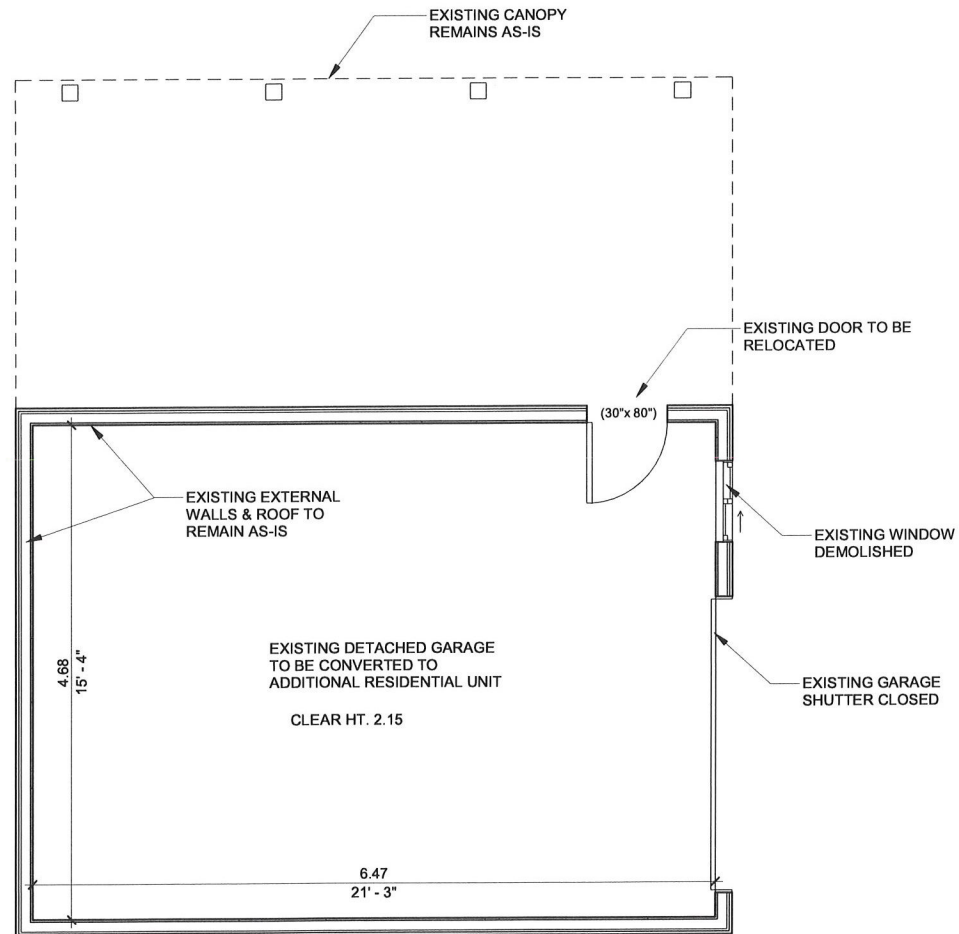 EXISTING CANOPY
REMAINS AS-IS
EXISTING DOOR TO BE
RELOCATED
(30"x 80")
EXISTING EXTERNAL
WALLS & ROOF TO
REMAIN AS-IS
EXISTING WINDOW
DEMOLISHED
4.68
15' - 4"
EXISTING DETACHED GARAGE
TO BE CONVERTED TO
ADDITIONAL RESIDENTIAL UNIT
CLEAR HT. 2.15
EXISTING GARAGE
SHUTTER CLOSED
6.47
21' - 3"